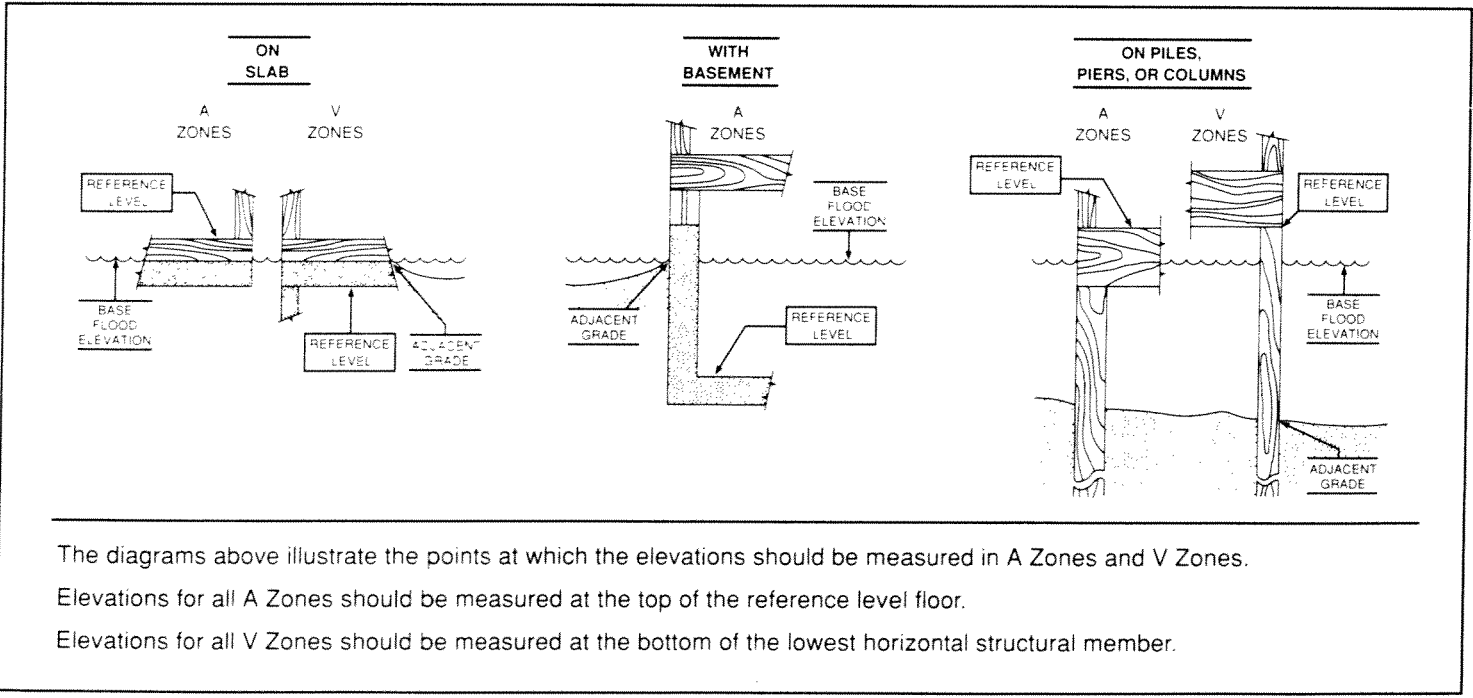 ON
SLAB
A
ZONES
V
ZONES
REFERENCE
LEVEL
BASE
FLOOD
ELEVATION
REFERENCE
LEVEL
ADJACENT
GRADE
WITH
BASEMENT
A
ZONES
BASE
FLOOD
ELEVATION
ADJACENT
GRADE
REFERENCE
LEVEL
ON PILES,
PIERS, OR COLUMNS
A
ZONES
V
ZONES
REFERENCE
LEVEL
REFERENCE
LEVEL
BASE
FLOOD
ELEVATION
ADJACENT
GRADE
The diagrams above illustrate the points at which the elevations should be measured in A Zones and V Zones.
Elevations for all A Zones should be measured at the top of the reference level floor.
Elevations for all V Zones should be measured at the bottom of the lowest horizontal structural member.